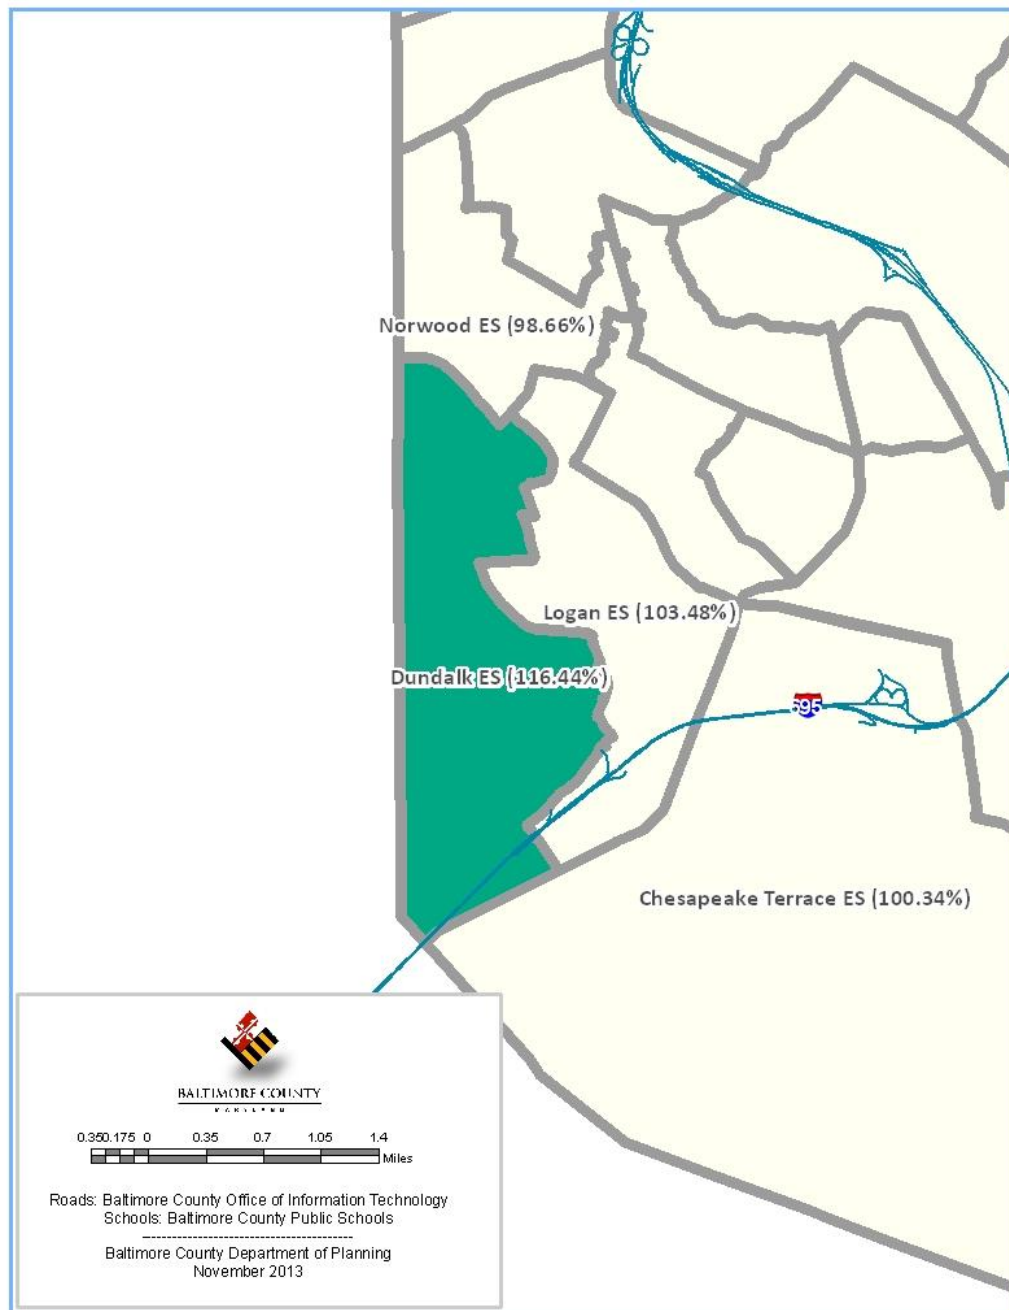 Norwood ES (98.66%)
Logan ES (103.48%)
Dundalk ES (116.44%)
695
Chesapeake Terrace ES (100.34%)
BALTIMORE COUNTY
MARYLAND
0.35 0.175 0 0.35 0.7 1.05 1.4
Miles
Roads: Baltimore County Office of Information Technology
Schools: Baltimore County Public Schools
----------------------------------------
Baltimore County Department of Planning
November 2013